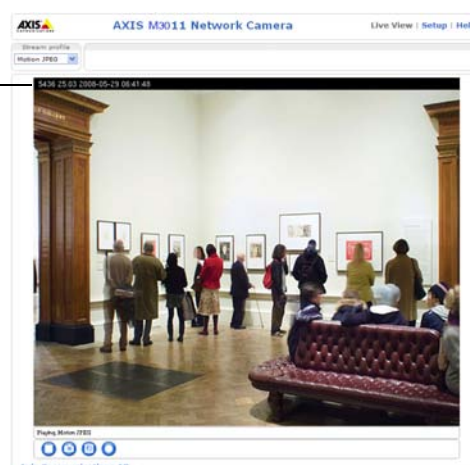 AXIS
COMMUNICATIONS
AXIS M3011 Network Camera
Live View | Setup | Hel
Stream profile
Motion JPEG
5436 25.03 2008-05-29 06:41:48
Playing Motion JPEG